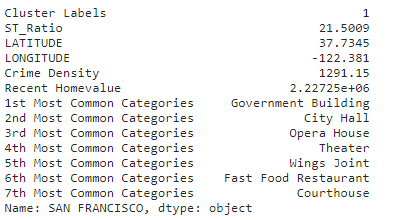 Cluster Labels 1
ST_Ratio 21.5009
LATITUDE 37.7345
LONGITUDE -122.381
Crime Density 1291.15
Recent Homevalue 2.22725e+06
1st Most Common Categories Government Building
2nd Most Common Categories City Hall
3rd Most Common Categories Opera House
4th Most Common Categories Theater
5th Most Common Categories Wings Joint
6th Most Common Categories Fast Food Restaurant
7th Most Common Categories Courthouse
Name: SAN FRANCISCO, dtype: object